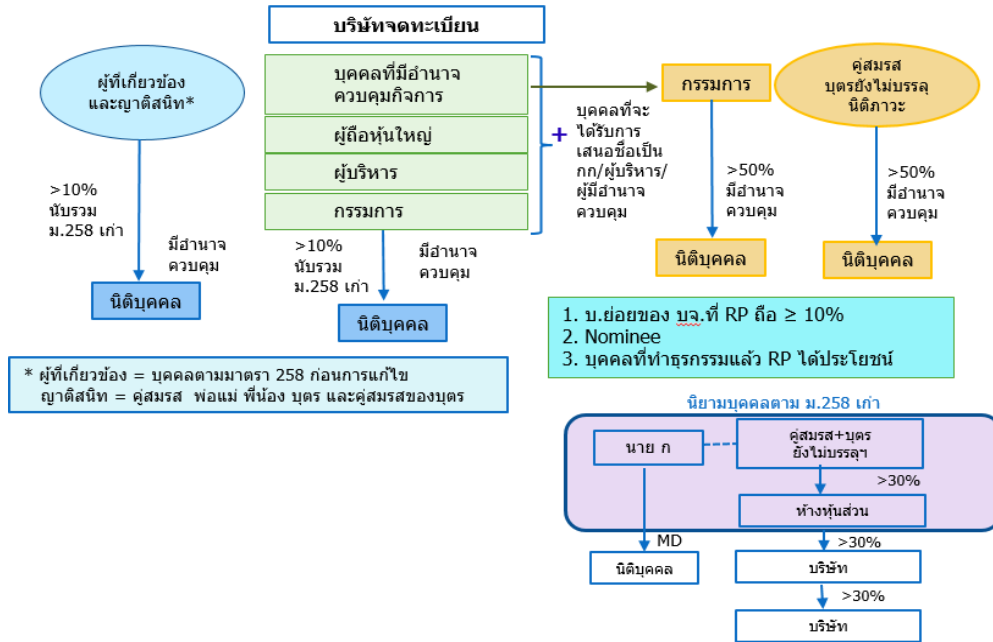 บริษัทจดทะเบียน
ผู้ที่เกี่ยวข้อง
และญาติสนิท*
>10%
นับรวม
ม.258 เก่า
มีอำนาจ
ควบคุม
นิติบุคคล
บุคคลที่มีอำนาจ
ควบคุมกิจการ
ผู้ถือหุ้นใหญ่
ผู้บริหาร
กรรมการ
>10%
นับรวม
ม.258 เก่า
มีอำนาจ
ควบคุม
นิติบุคคล
+
บุคคลที่จะ
ได้รับการ
เสนอชื่อเป็น
กก/ผู้บริหาร/
ผู้มีอำนาจ
ควบคุม
กรรมการ
>50%
มีอำนาจ
ควบคุม
นิติบุคคล
คู่สมรส
บุตรยังไม่บรรลุ
นิติภาวะ
>50%
มีอำนาจ
ควบคุม
นิติบุคคล
1. บ.ย่อยของ บจ.ที่ RP ถือ ≥ 10%
2. Nominee
3. บุคคลที่ทำธุรกรรมแล้ว RP ได้ประโยชน์
* ผู้ที่เกี่ยวข้อง = บุคคลตามมาตรา 258 ก่อนการแก้ไข
ญาติสนิท = คู่สมรส พ่อแม่ พี่น้อง บุตร และคู่สมรสของบุตร
นิยามบุคคลตาม ม.258 เก่า
นาย ก
คู่สมรส+บุตร
ยังไม่บรรลุฯ
>30%
ห้างหุ้นส่วน
MD
นิติบุคคล
>30%
บริษัท
>30%
บริษัท